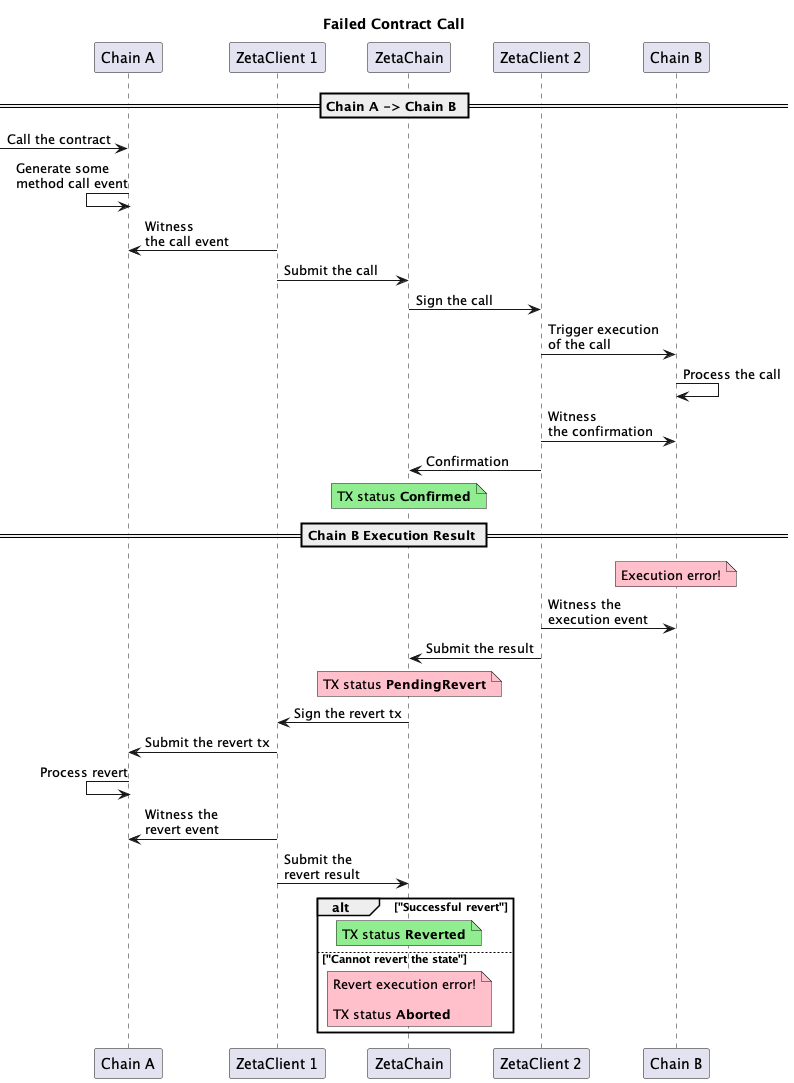 Failed Contract Call
Chain A
ZetaClient 1
ZetaChain
ZetaClient 2
Chain B
Chain A -> Chain B
Call the contract
Generate some
method call event
Witness
the call event
Submit the call
Sign the call
Trigger execution
of the call
Process the call
Witness
the confirmation
Confirmation
TX status Confirmed
Chain B Execution Result
Execution error!
Witness the
execution event
Submit the result
TX status PendingRevert
Sign the revert tx
Submit the revert tx
Process revert
Witness the
revert event
Submit the
revert result
alt
["Successful revert"]
TX status Reverted
["Cannot revert the state"]
Revert execution error!
TX status Aborted
Chain A
ZetaClient 1
ZetaChain
ZetaClient 2
Chain B